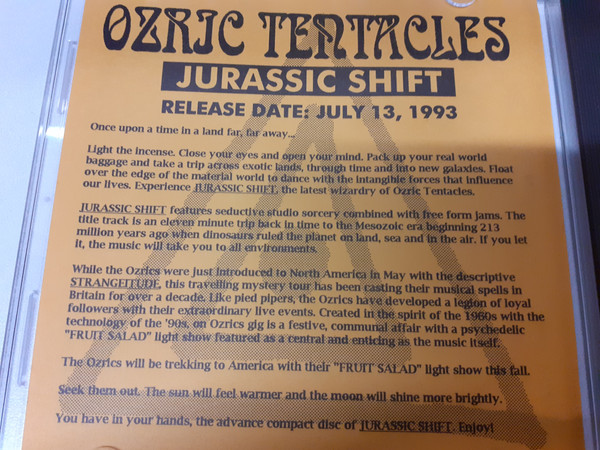 OZRIC TENTACLES
JURASSIC SHIFT
RELEASE DATE: JULY 13, 1993
Once upon a time in a land far, far away...
Light the incense. Close your eyes and open your mind. Pack up your real world
baggage and take a trip across exotic lands, through time and into new galaxies. Float
over the edge of the material world to dance with the intangible forces that influence
our lives. Experience JURASSIC SHIFT, the latest wizardry of Ozric Tentacles.
JURASSIC SHIFT features seductive studio sorcery combined with free form jams. The
title track is an eleven minute trip back in time to the Mesozoic era beginning 213
million years ago when dinosaurs ruled the planet on land, sea and in the air. If you let
it, the music will take you to all environments.
While the Ozrics were just introduced to North America in May with the descriptive
STRANGEITUDE, this travelling mystery tour has been casting their musical spells in
Britain for over a decade. Like pied pipers, the Ozrics have developed a legion of loyal
followers with their extraordinary live events. Created in the spirit of the 1960s with the
technology of the '90s, on Ozrics gig is a festive, communal affair with a psychedelic
"FRUIT SALAD" light show featured as a central and enticing as the music itself.
The Ozrics will be trekking to America with their "FRUIT SALAD" light show this fall.
Seek them out. The sun will feel warmer and the moon will shine more brightly.
You have in your hands, the advance compact disc of JURASSIC SHIFT. Enjoy!